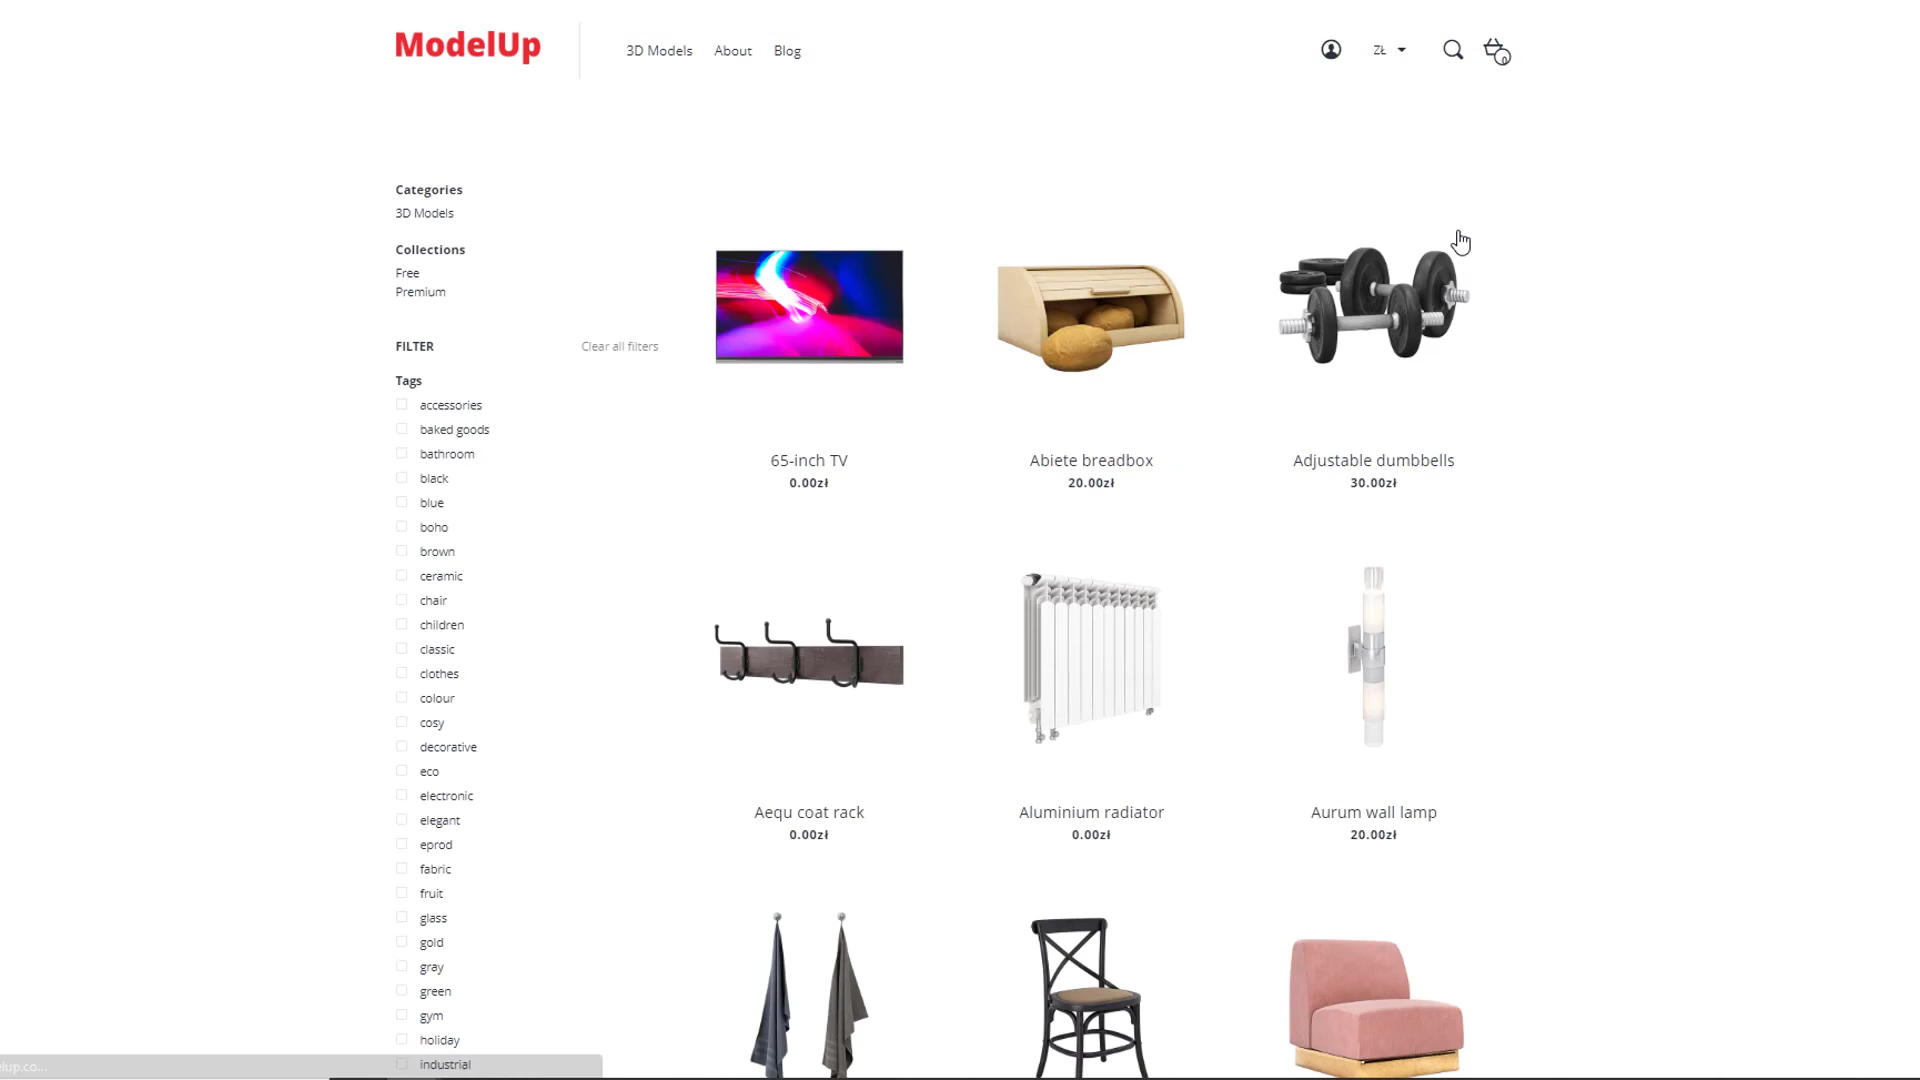 ModelUp
3D Models About Blog
ZŁ
0
Categories
3D Models
Collections
Free
Premium
FILTER Clear all filters
Tags
accessories
baked goods
bathroom
black
blue
boho
brown
ceramic
chair
children
classic
clothes
colour
cosy
decorative
eco
electronic
elegant
eprod
fabric
fruit
glass
gold
gray
green
gym
holiday
industrial
65-inch TV
0.00zł
Abiete breadbox
20.00zł
Adjustable dumbbells
30.00zł
Aequ coat rack
0.00zł
Aluminium radiator
0.00zł
Aurum wall lamp
20.00zł
elup.co...